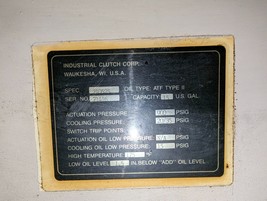 INDUSTRIAL CLUTCH CORP.
WAUKESHA, WI. U.S.A.
SPEC OIL TYPE: ATF TYPE II
SER. NO. CAPACITY U.S. GAL.
ACTUATION PRESSURE: PSIG
COOLING PRESSURE: PSIG
SWITCH TRIP POINTS
ACTUATION OIL LOW PRESSURE: PSIG
COOLING OIL LOW PRESSURE: PSIG
HIGH TEMPERATURE °F
LOW OIL LEVEL IN. BELOW "ADD" OIL LEVEL